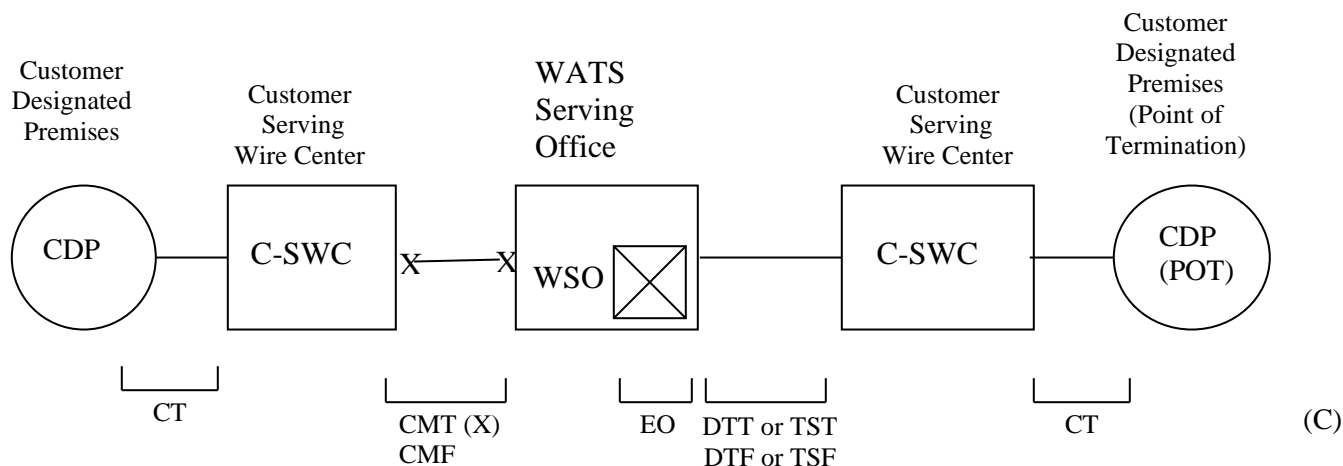 Customer
Designated
Premises
Customer
Serving
Wire Center
WATS
Serving
Office
Customer
Serving
Wire Center
Customer
Designated
Premises
(Point of
Termination)
CDP
C-SWC
X
X
WSO
C-SWC
CDP
(POT)
CT
CMT (X)
CMF
EO
DTT or TST
DTF or TSF
CT
(C)